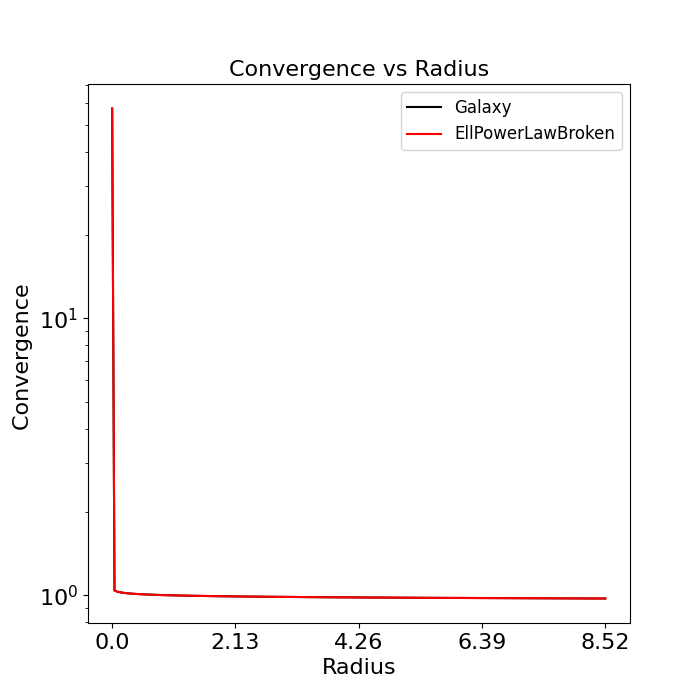 Convergence vs Radius
Galaxy
EllPowerLawBroken
Convergence
10¹
10⁰
0.0 2.13 4.26 6.39 8.52
Radius